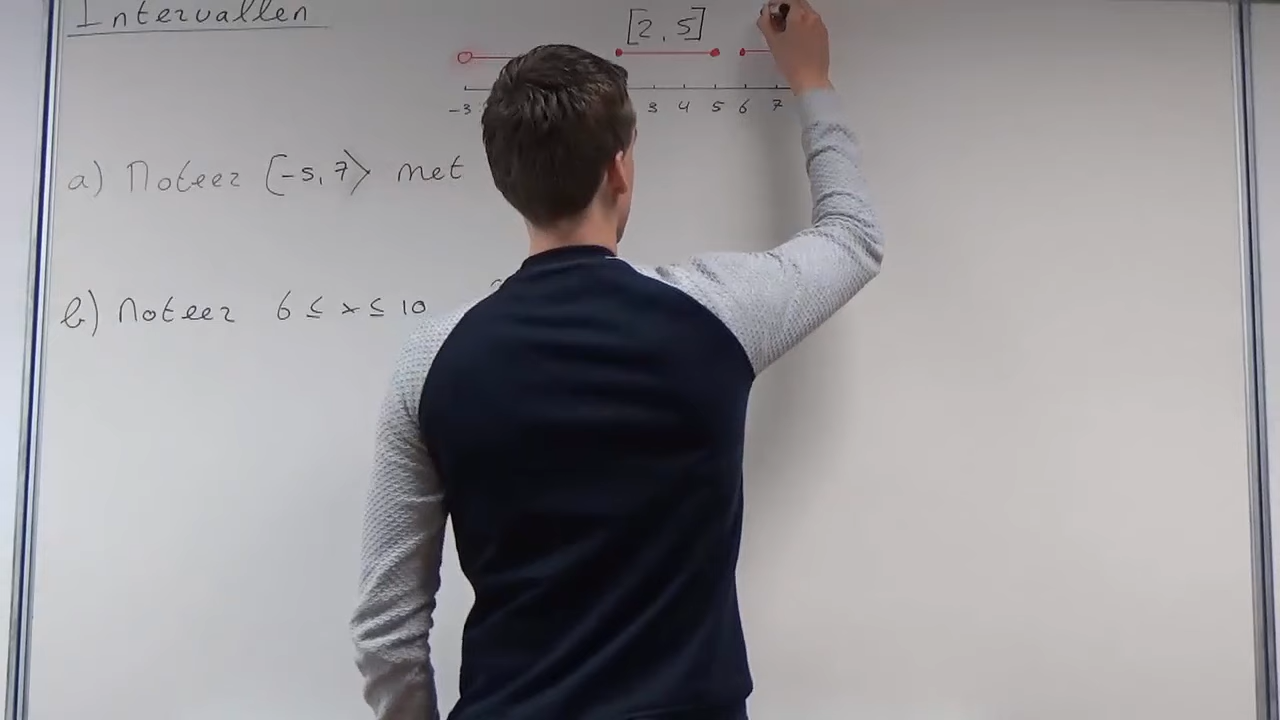 Intervallen
[2, 5]
-3 3 4 5 6 7
a) Noteer [-5, 7⟩ met
b) Noteer 6 ≤ x ≤ 10